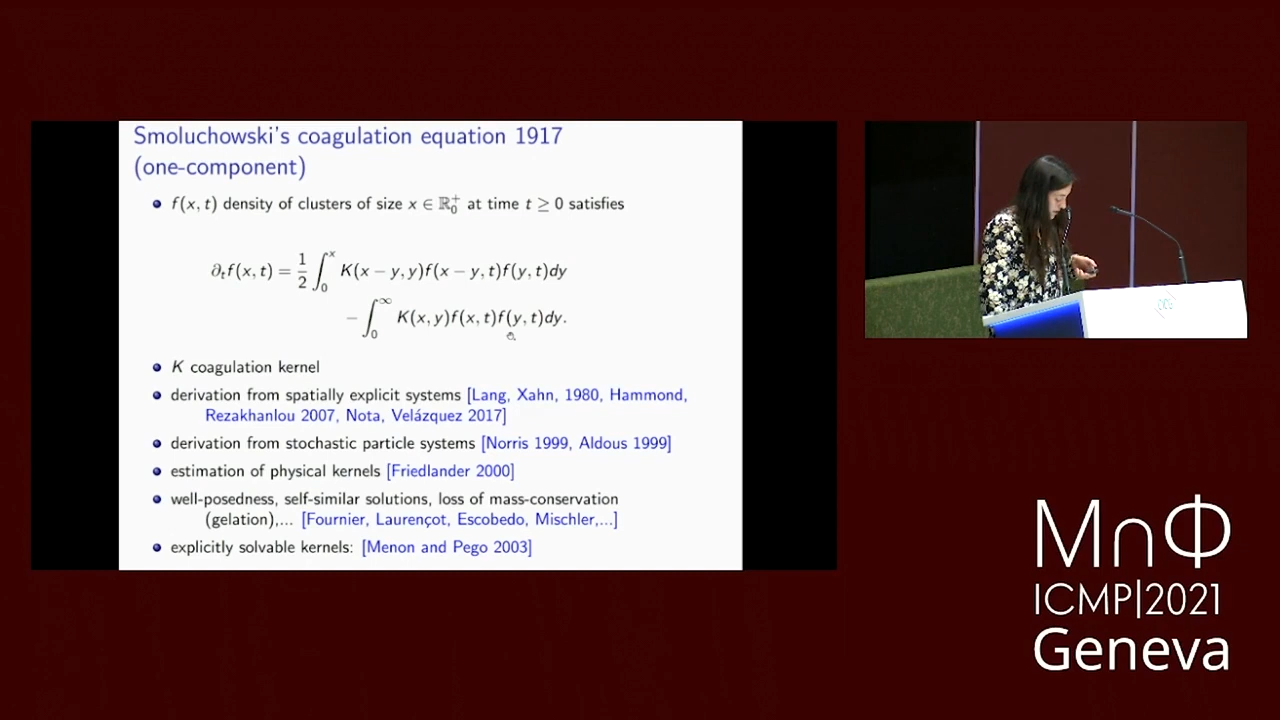 Smoluchowski's coagulation equation 1917
(one-component)
f(x, t) density of clusters of size x ∈ ℝ₀⁺ at time t ≥ 0 satisfies
∂ₜf(x, t) = 1/2 ∫₀ˣ K(x − y, y)f(x − y, t)f(y, t)dy
− ∫₀^∞ K(x, y)f(x, t)f(y, t)dy.
K coagulation kernel
derivation from spatially explicit systems [Lang, Xahn, 1980, Hammond,
Rezakhanlou 2007, Nota, Velázquez 2017]
derivation from stochastic particle systems [Norris 1999, Aldous 1999]
estimation of physical kernels [Friedlander 2000]
well-posedness, self-similar solutions, loss of mass-conservation
(gelation),... [Fournier, Laurençot, Escobedo, Mischler,...]
explicitly solvable kernels: [Menon and Pego 2003]
M∩Φ
ICMP|2021
Geneva